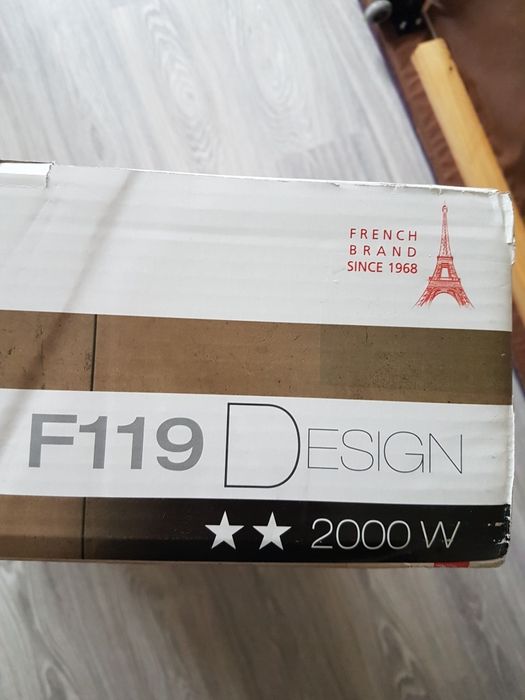 FRENCH
BRAND
SINCE 1968
F119 DESIGN
★★ 2000 W